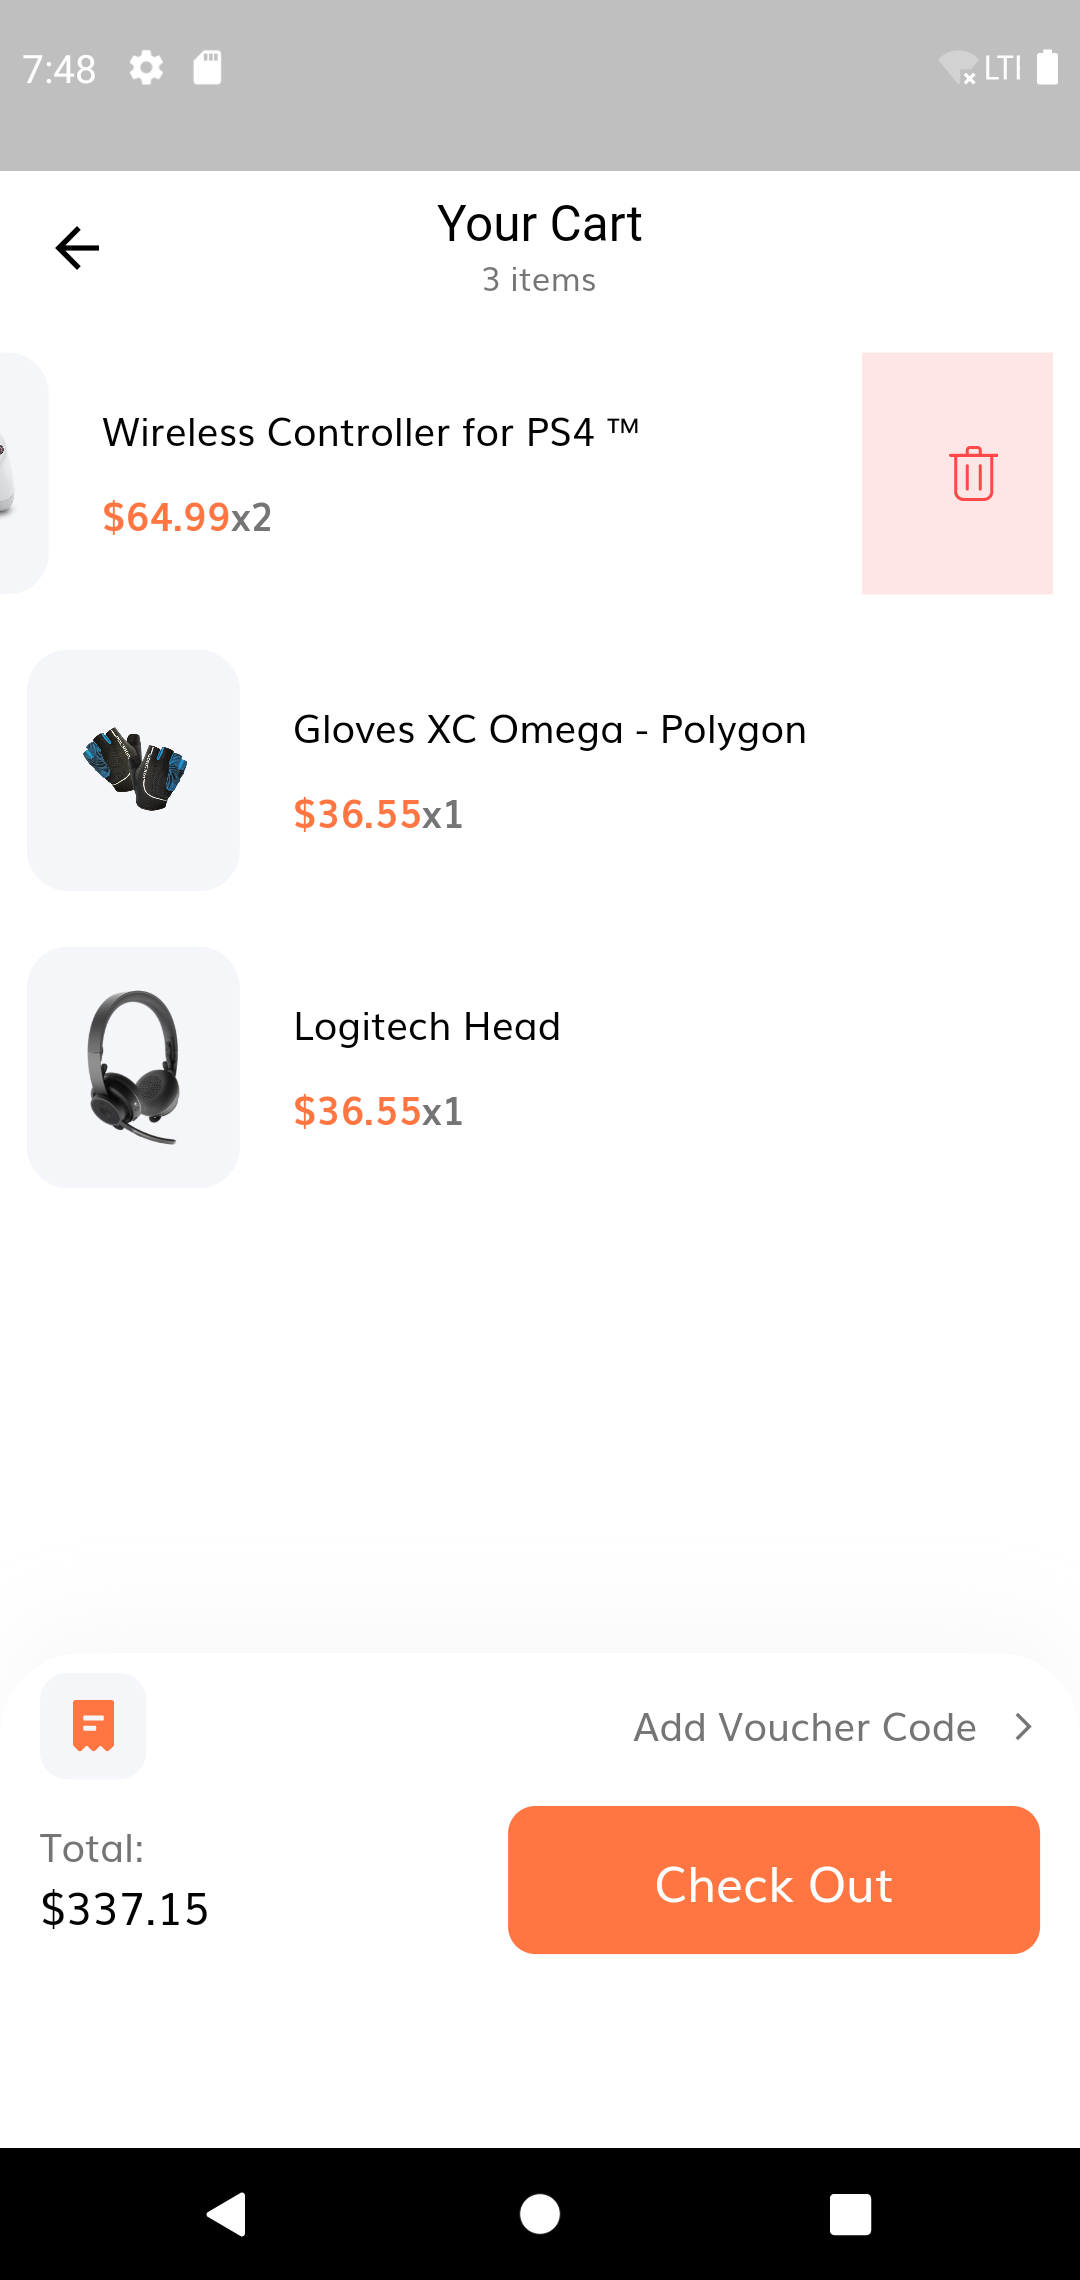 7:48
LTI
Your Cart
3 items
Wireless Controller for PS4 ™
$64.99x2
Gloves XC Omega - Polygon
$36.55x1
Logitech Head
$36.55x1
Add Voucher Code
Total:
$337.15
Check Out